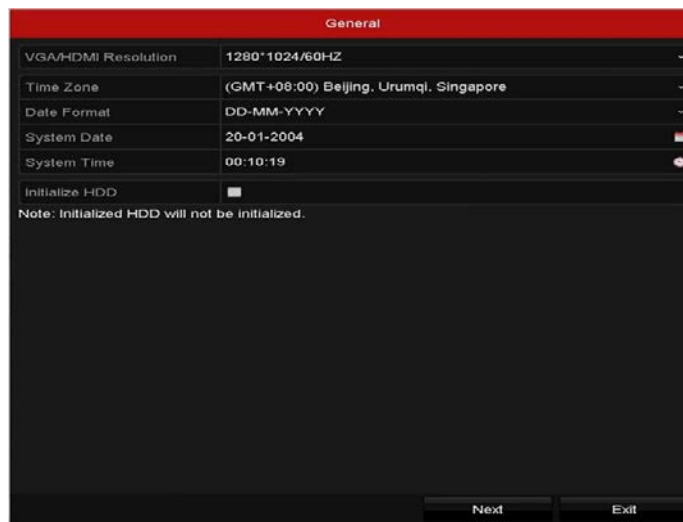 General
VGA/HDMI Resolution 1280*1024/60HZ
Time Zone (GMT+08:00) Beijing, Urumqi, Singapore
Date Format DD-MM-YYYY
System Date 20-01-2004
System Time 00:10:19
Initialize HDD
Note: Initialized HDD will not be initialized.
Next Exit